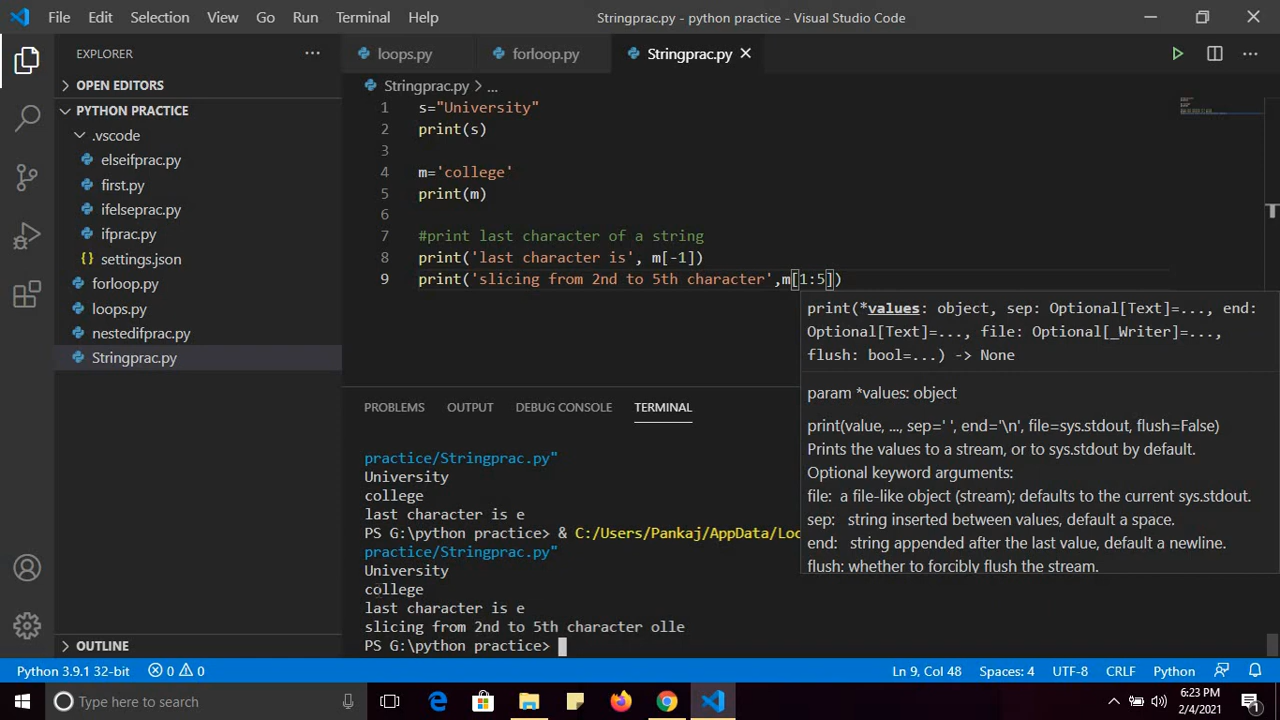 File Edit Selection View Go Run Terminal Help Stringprac.py - python practice - Visual Studio Code
EXPLORER
loops.py forloop.py Stringprac.py
OPEN EDITORS
Stringprac.py > ...
PYTHON PRACTICE
.vscode
elseifprac.py
first.py
ifelseprac.py
ifprac.py
settings.json
forloop.py
loops.py
nestedifprac.py
Stringprac.py
OUTLINE
1 s="University"
2 print(s)
3
4 m='college'
5 print(m)
6
7 #print last character of a string
8 print('last character is', m[-1])
9 print('slicing from 2nd to 5th character',m[1:5])
print(*values: object, sep: Optional[Text]=..., end:
Optional[Text]=..., file: Optional[_Writer]=...,
flush: bool=...) -> None
param *values: object
print(value, ..., sep=' ', end='\n', file=sys.stdout, flush=False)
Prints the values to a stream, or to sys.stdout by default.
Optional keyword arguments:
file: a file-like object (stream); defaults to the current sys.stdout.
sep: string inserted between values, default a space.
end: string appended after the last value, default a newline.
flush: whether to forcibly flush the stream.
PROBLEMS OUTPUT DEBUG CONSOLE TERMINAL
practice/Stringprac.py"
University
college
last character is e
PS G:\python practice> & C:/Users/Pankaj/AppData/Loc
practice/Stringprac.py"
University
college
last character is e
slicing from 2nd to 5th character olle
PS G:\python practice>
Python 3.9.1 32-bit 0 0 Ln 9, Col 48 Spaces: 4 UTF-8 CRLF Python
Type here to search
6:23 PM
2/4/2021
1